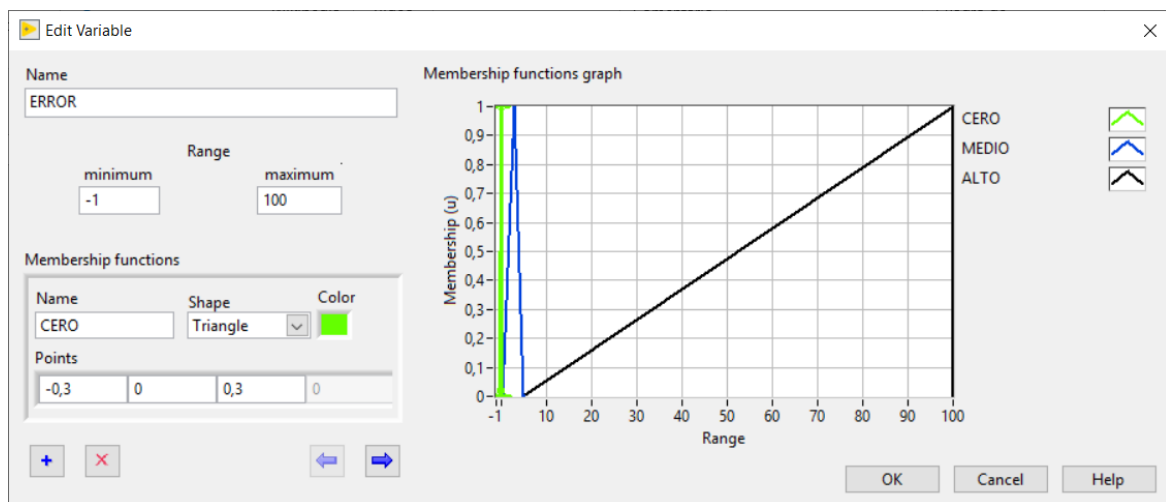 Edit Variable
Name
ERROR
Range
minimum
maximum
-1
100
Membership functions
Name
Shape
Color
CERO
Triangle
Points
-0,3
0
0,3
0
Membership functions graph
Membership (u)
1
0,9
0,8
0,7
0,6
0,5
0,4
0,3
0,2
0,1
0
-1 10 20 30 40 50 60 70 80 90 100
Range
CERO
MEDIO
ALTO
OK
Cancel
Help